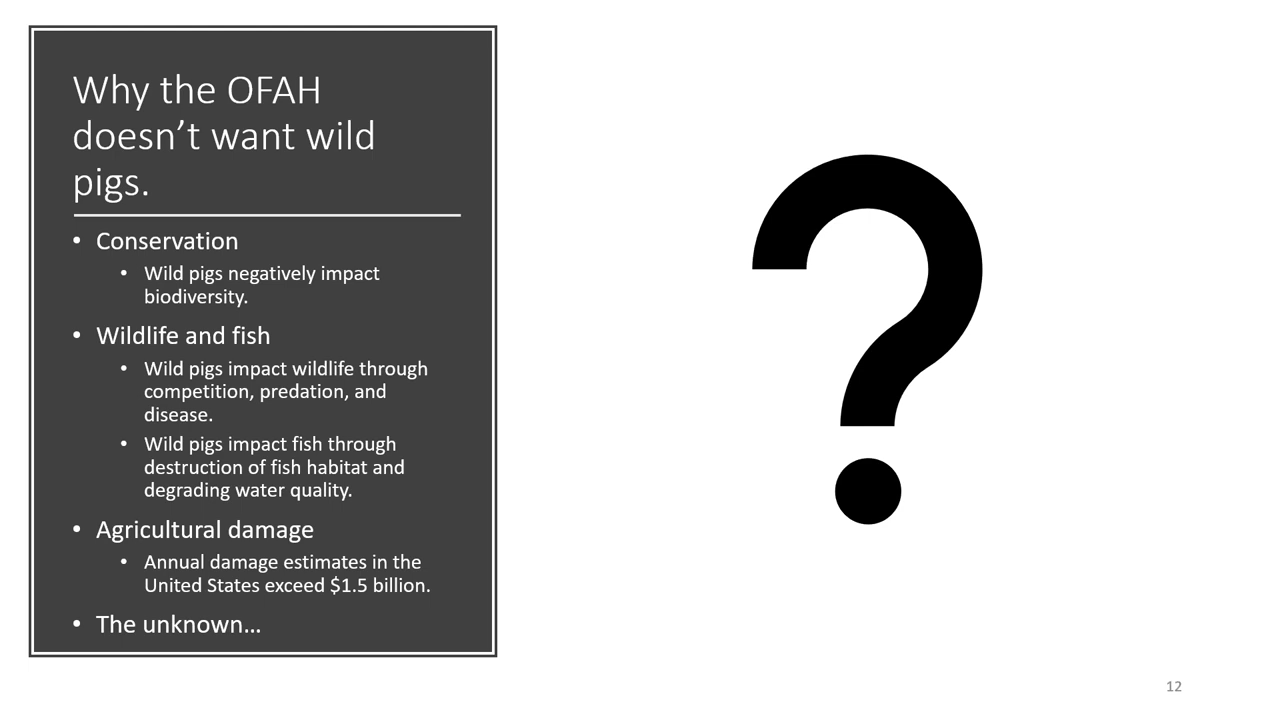 Why the OFAH
doesn’t want wild
pigs.
• Conservation
• Wild pigs negatively impact
biodiversity.
• Wildlife and fish
• Wild pigs impact wildlife through
competition, predation, and
disease.
• Wild pigs impact fish through
destruction of fish habitat and
degrading water quality.
• Agricultural damage
• Annual damage estimates in the
United States exceed $1.5 billion.
• The unknown…
?
12